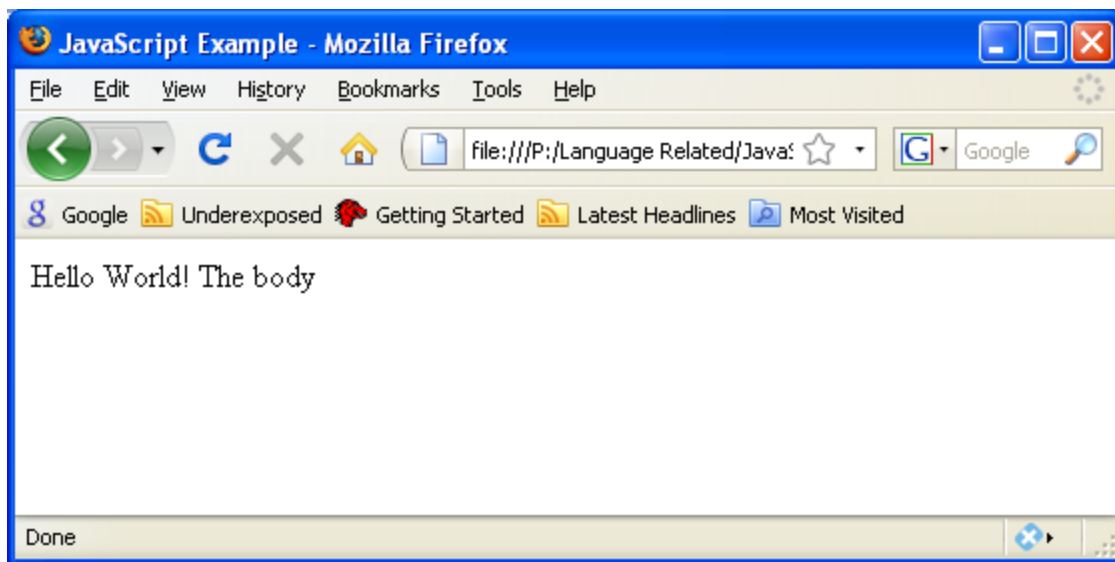 JavaScript Example - Mozilla Firefox
File Edit View History Bookmarks Tools Help
file:///P:/Language Related/JavaS G Google
g Google Underexposed Getting Started Latest Headlines Most Visited
Hello World! The body
Done